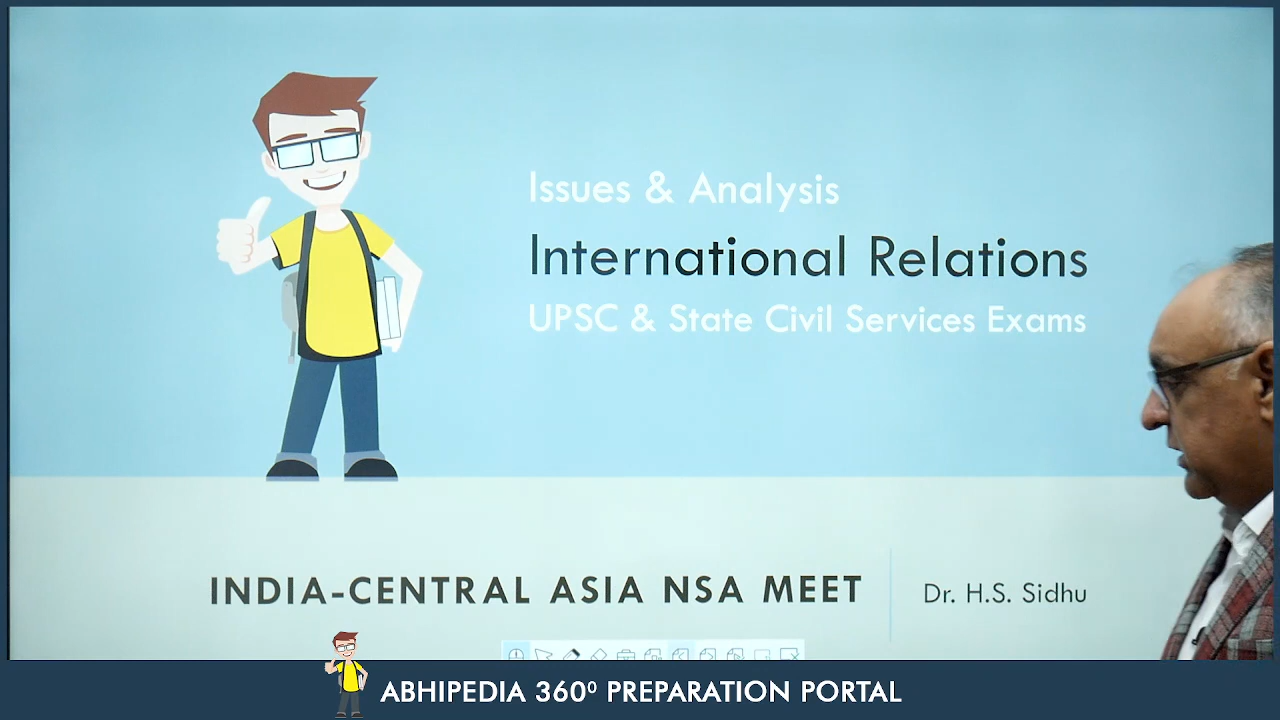 Issues & Analysis
International Relations
UPSC & State Civil Services Exams
INDIA-CENTRAL ASIA NSA MEET
Dr. H.S. Sidhu
ABHIPEDIA 360⁰ PREPARATION PORTAL